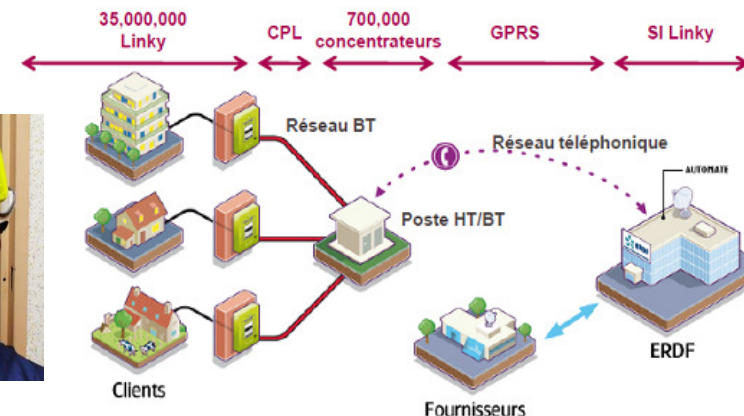 35,000,000
Linky
CPL
700,000
concentrateurs
GPRS
SI Linky
Réseau BT
Réseau téléphonique
AUTOMATE
Poste HT/BT
ERDF
Clients
Fournisseurs